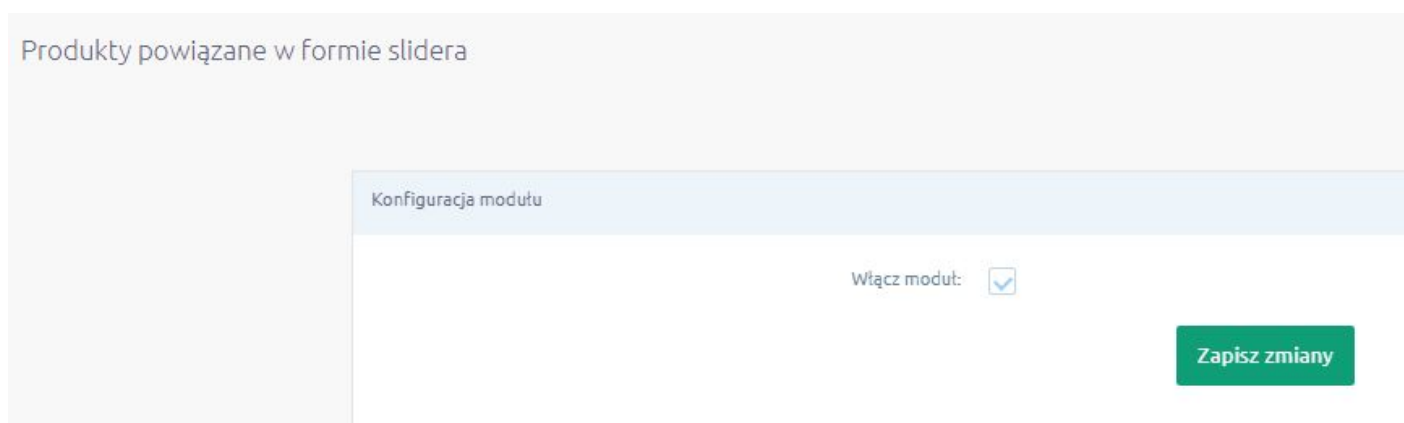 Produkty powiązane w formie slidera
Konfiguracja modułu
Włącz moduł:
Zapisz zmiany